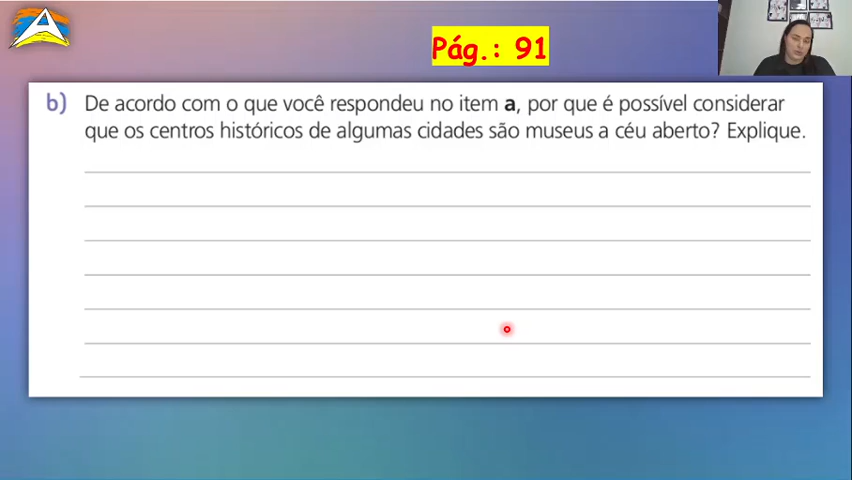 Pág.: 91
b) De acordo com o que você respondeu no item a, por que é possível considerar
que os centros históricos de algumas cidades são museus a céu aberto? Explique.